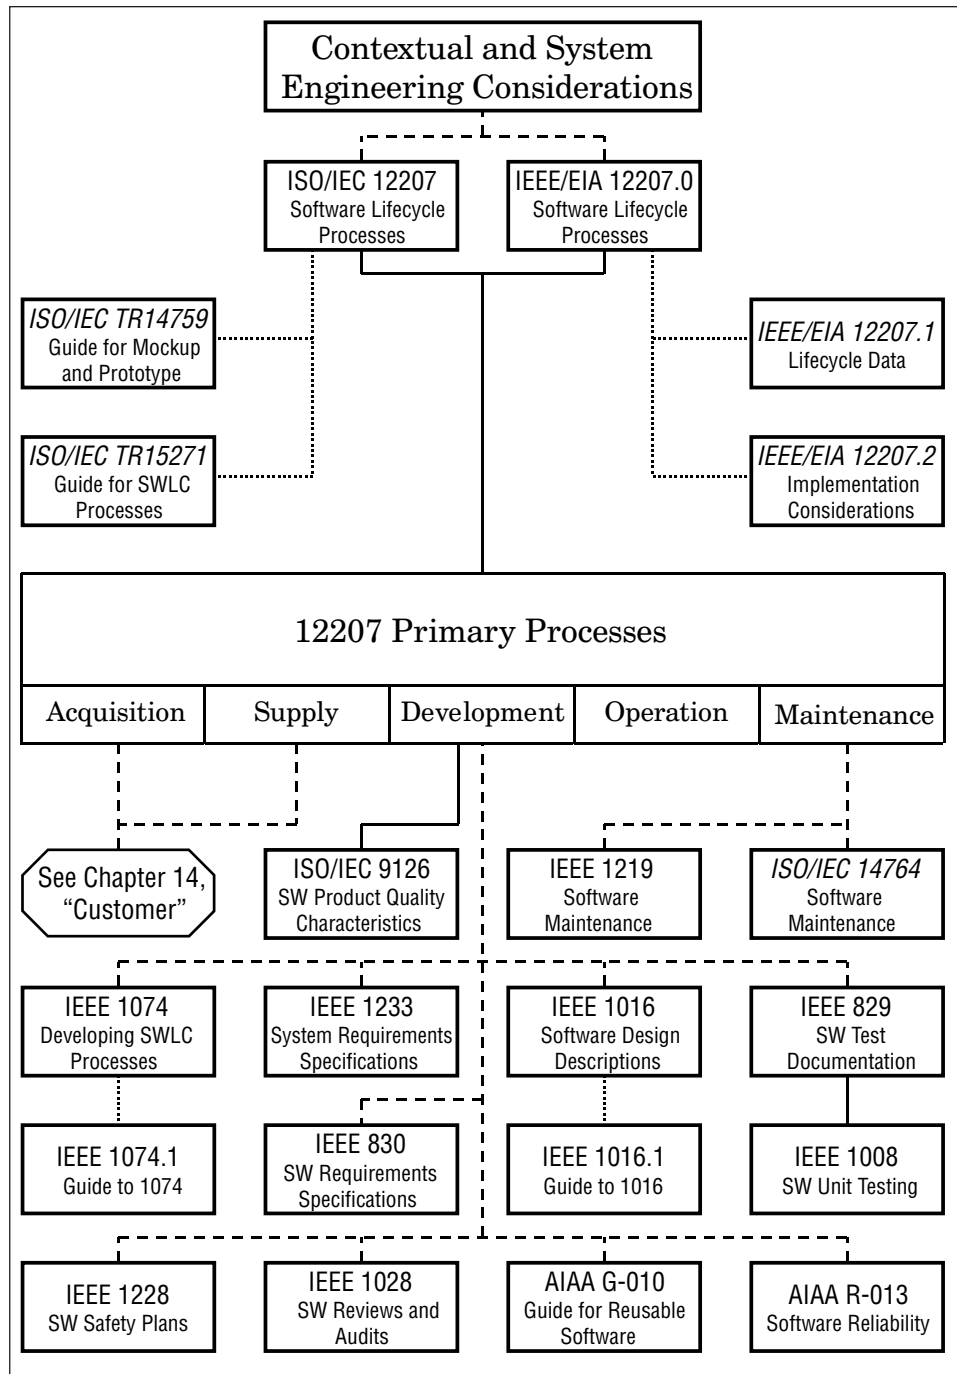 Contextual and System
Engineering Considerations
ISO/IEC 12207
Software Lifecycle
Processes
IEEE/EIA 12207.0
Software Lifecycle
Processes
ISO/IEC TR14759
Guide for Mockup
and Prototype
IEEE/EIA 12207.1
Lifecycle Data
ISO/IEC TR15271
Guide for SWLC
Processes
IEEE/EIA 12207.2
Implementation
Considerations
12207 Primary Processes
Acquisition
Supply
Development
Operation
Maintenance
See Chapter 14,
“Customer”
ISO/IEC 9126
SW Product Quality
Characteristics
IEEE 1219
Software
Maintenance
ISO/IEC 14764
Software
Maintenance
IEEE 1074
Developing SWLC
Processes
IEEE 1233
System Requirements
Specifications
IEEE 1016
Software Design
Descriptions
IEEE 829
SW Test
Documentation
IEEE 1074.1
Guide to 1074
IEEE 830
SW Requirements
Specifications
IEEE 1016.1
Guide to 1016
IEEE 1008
SW Unit Testing
IEEE 1228
SW Safety Plans
IEEE 1028
SW Reviews and
Audits
AIAA G-010
Guide for Reusable
Software
AIAA R-013
Software Reliability